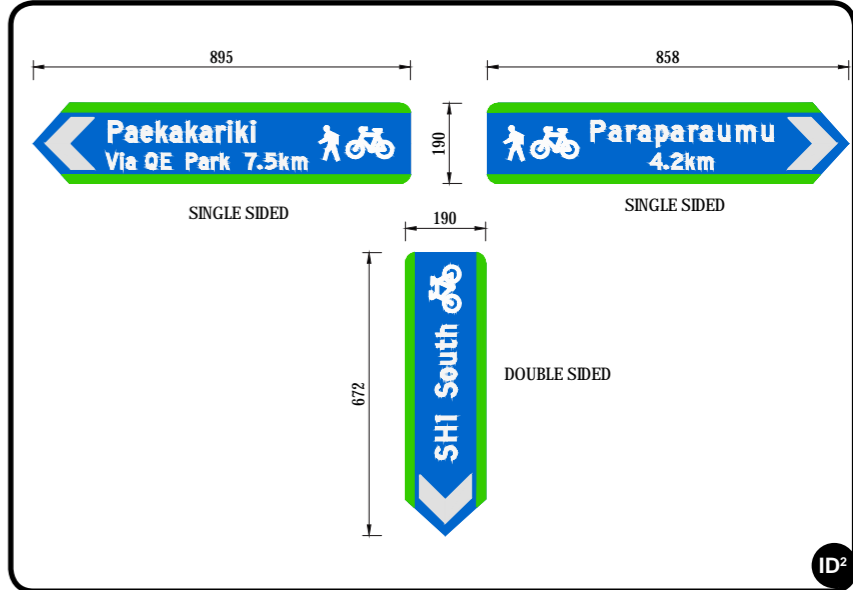 895
858
190
Paekakariki
Via QE Park 7.5km
Paraparaumu
4.2km
SINGLE SIDED
SINGLE SIDED
190
672
SH1 South
DOUBLE SIDED
ID²